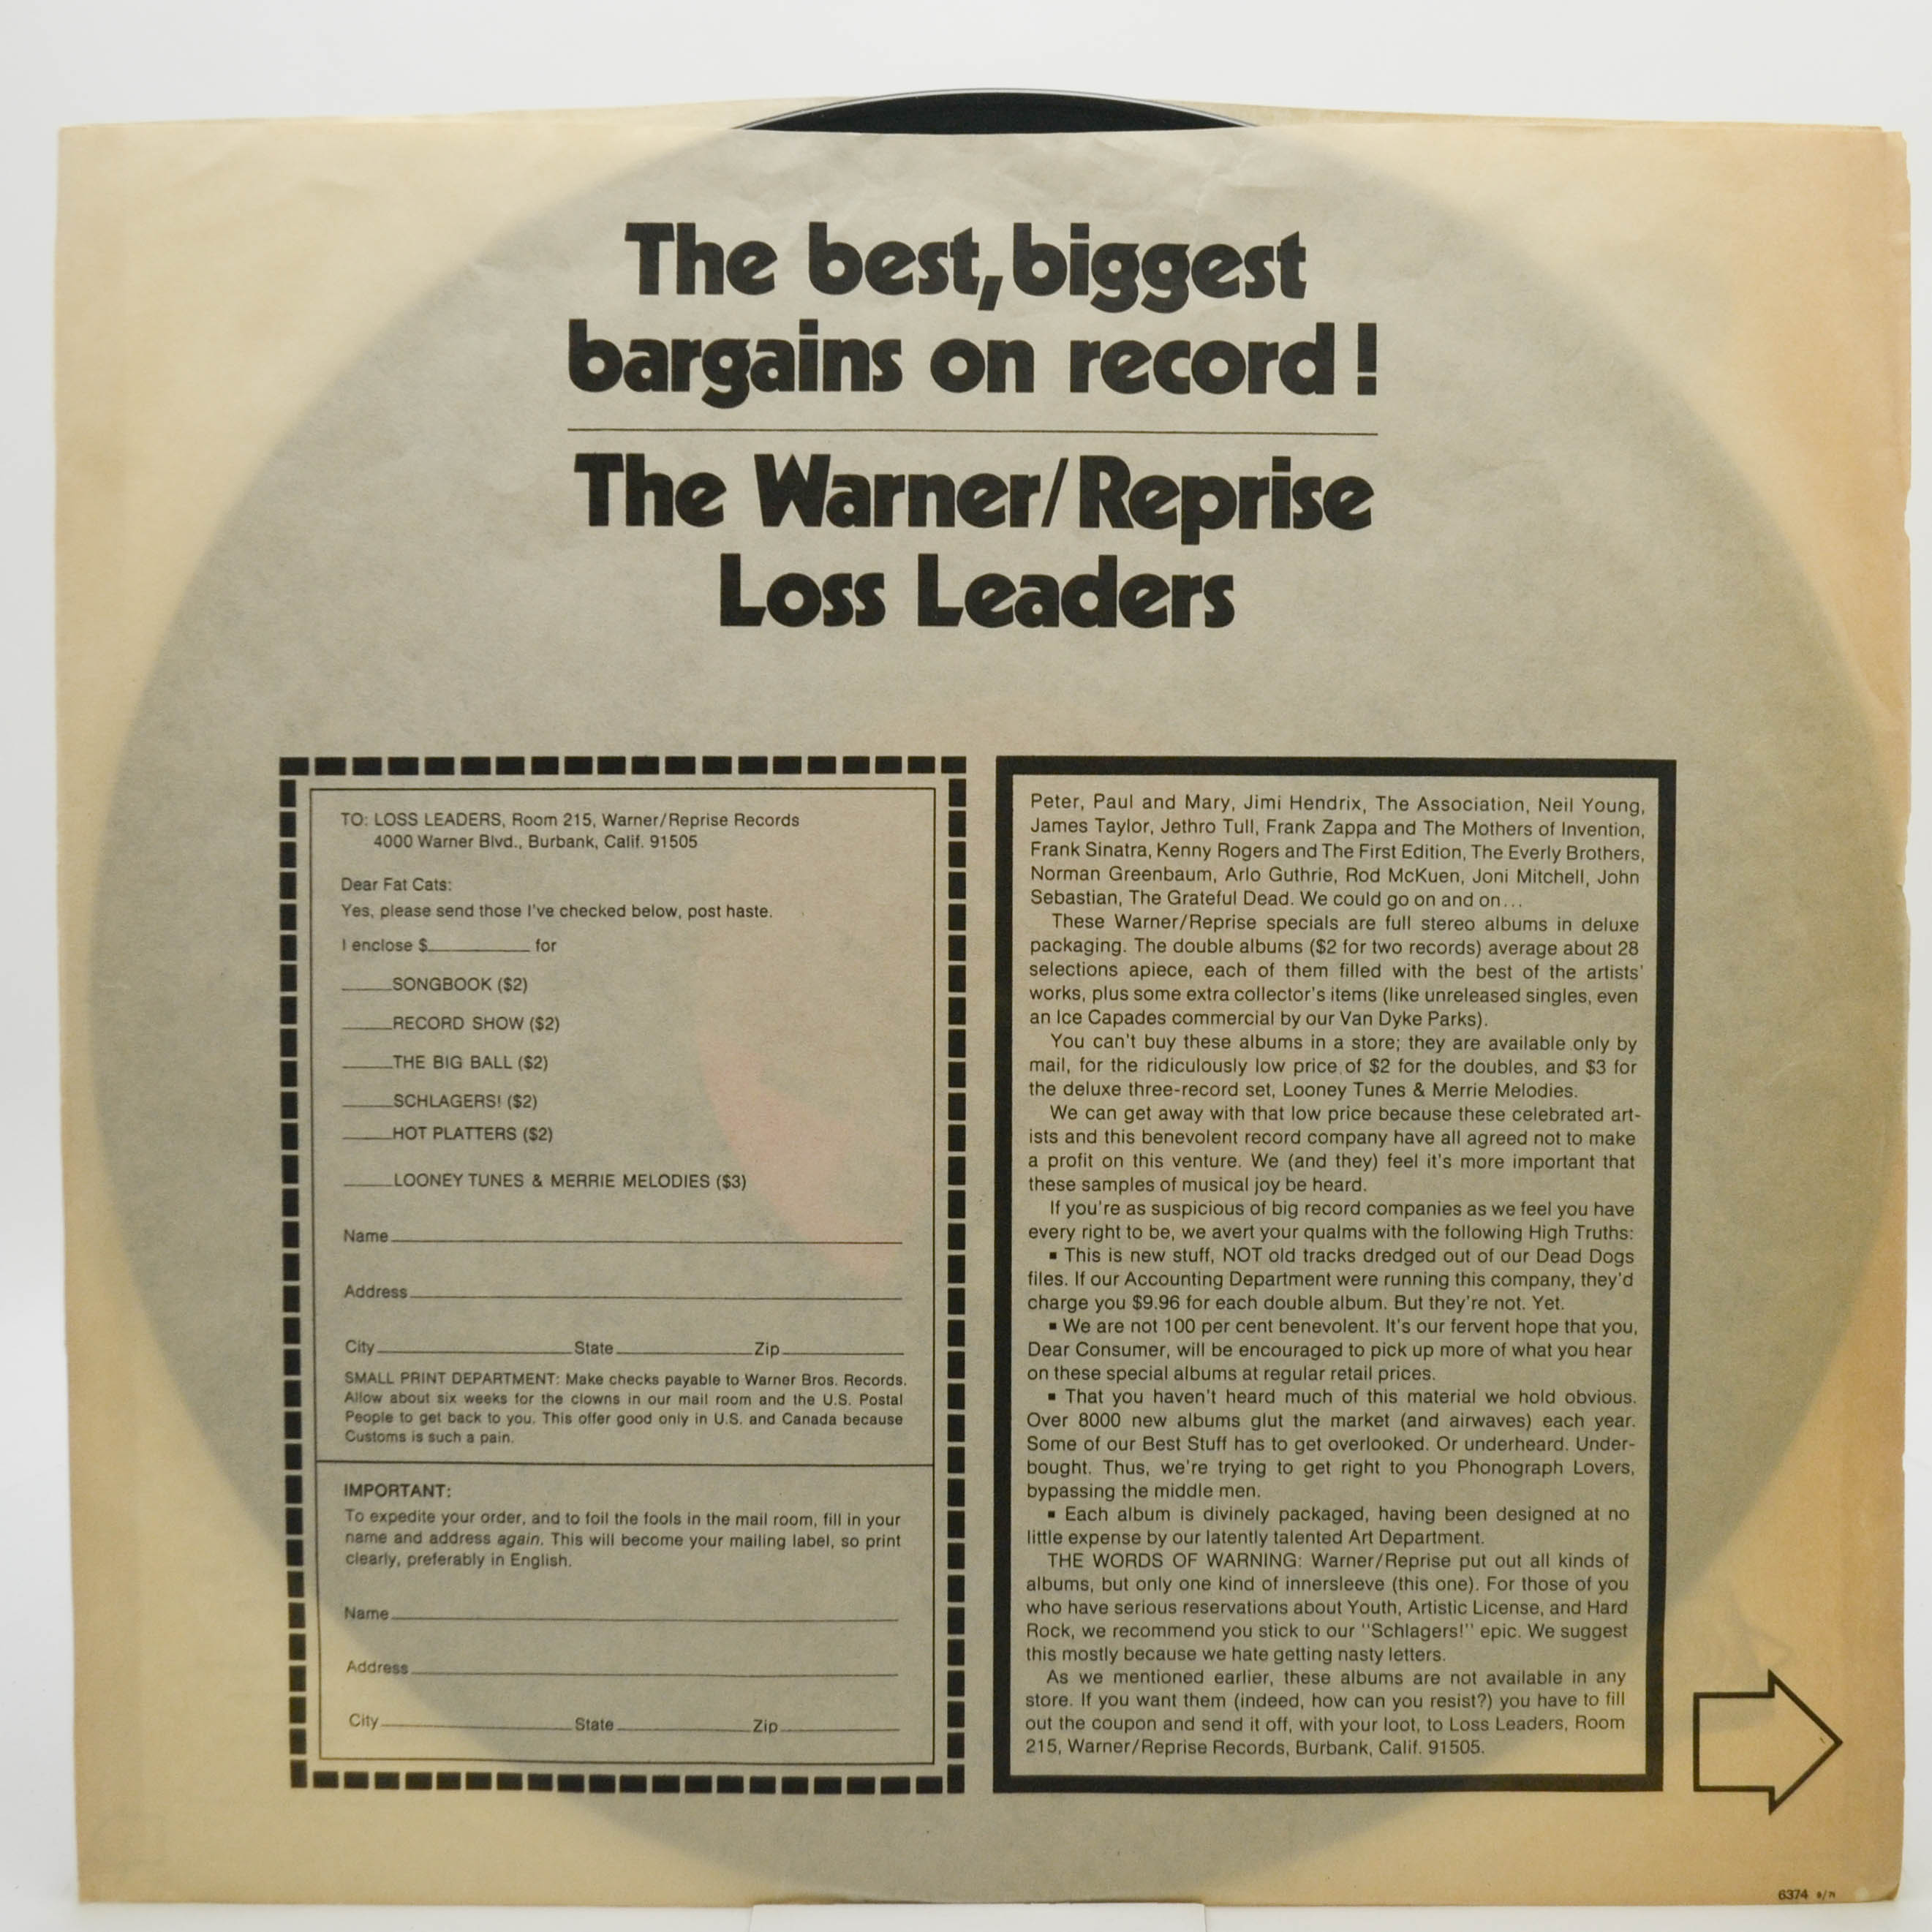 The best, biggest
bargains on record!
The Warner/Reprise
Loss Leaders
TO: LOSS LEADERS, Room 215, Warner/Reprise Records
4000 Warner Blvd., Burbank, Calif. 91505
Dear Fat Cats:
Yes, please send those I've checked below, post haste.
I enclose $__________ for
_____SONGBOOK ($2)
_____RECORD SHOW ($2)
_____THE BIG BALL ($2)
_____SCHLAGERS! ($2)
_____HOT PLATTERS ($2)
_____LOONEY TUNES & MERRIE MELODIES ($3)
Name
Address
City State Zip
SMALL PRINT DEPARTMENT: Make checks payable to Warner Bros. Records.
Allow about six weeks for the clowns in our mail room and the U.S. Postal
People to get back to you. This offer good only in U.S. and Canada because
Customs is such a pain.
IMPORTANT:
To expedite your order, and to foil the fools in the mail room, fill in your
name and address again. This will become your mailing label, so print
clearly, preferably in English.
Name
Address
City State Zip
Peter, Paul and Mary, Jimi Hendrix, The Association, Neil Young,
James Taylor, Jethro Tull, Frank Zappa and The Mothers of Invention,
Frank Sinatra, Kenny Rogers and The First Edition, The Everly Brothers,
Norman Greenbaum, Arlo Guthrie, Rod McKuen, Joni Mitchell, John
Sebastian, The Grateful Dead. We could go on and on...
These Warner/Reprise specials are full stereo albums in deluxe
packaging. The double albums ($2 for two records) average about 28
selections apiece, each of them filled with the best of the artists'
works, plus some extra collector's items (like unreleased singles, even
an Ice Capades commercial by our Van Dyke Parks).
You can't buy these albums in a store; they are available only by
mail, for the ridiculously low price of $2 for the doubles, and $3 for
the deluxe three-record set, Looney Tunes & Merrie Melodies.
We can get away with that low price because these celebrated art-
ists and this benevolent record company have all agreed not to make
a profit on this venture. We (and they) feel it's more important that
these samples of musical joy be heard.
If you're as suspicious of big record companies as we feel you have
every right to be, we avert your qualms with the following High Truths:
▪ This is new stuff, NOT old tracks dredged out of our Dead Dogs
files. If our Accounting Department were running this company, they'd
charge you $9.96 for each double album. But they're not. Yet.
▪ We are not 100 per cent benevolent. It's our fervent hope that you,
Dear Consumer, will be encouraged to pick up more of what you hear
on these special albums at regular retail prices.
▪ That you haven't heard much of this material we hold obvious.
Over 8000 new albums glut the market (and airwaves) each year.
Some of our Best Stuff has to get overlooked. Or underheard. Under-
bought. Thus, we're trying to get right to you Phonograph Lovers,
bypassing the middle men.
▪ Each album is divinely packaged, having been designed at no
little expense by our latently talented Art Department.
THE WORDS OF WARNING: Warner/Reprise put out all kinds of
albums, but only one kind of innersleeve (this one). For those of you
who have serious reservations about Youth, Artistic License, and Hard
Rock, we recommend you stick to our "Schlagers!" epic. We suggest
this mostly because we hate getting nasty letters.
As we mentioned earlier, these albums are not available in any
store. If you want them (indeed, how can you resist?) you have to fill
out the coupon and send it off, with your loot, to Loss Leaders, Room
215, Warner/Reprise Records, Burbank, Calif. 91505.
6374